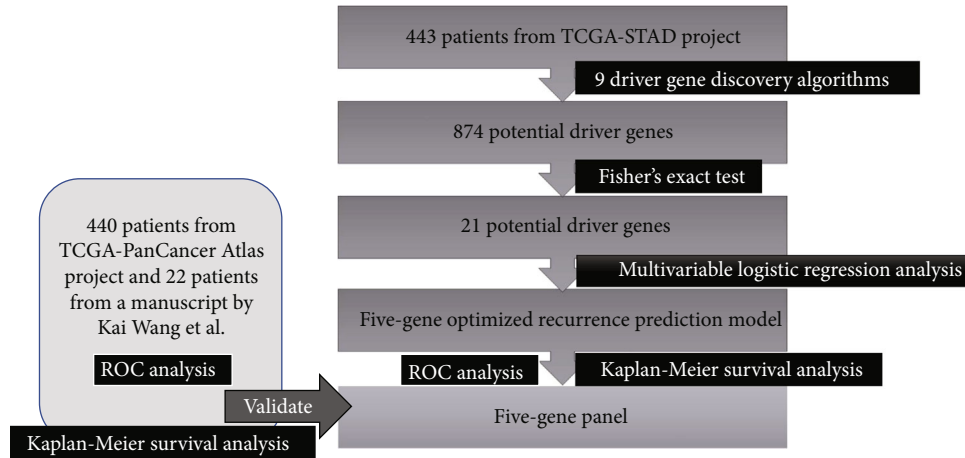 443 patients from TCGA-STAD project
9 driver gene discovery algorithms
874 potential driver genes
Fisher's exact test
21 potential driver genes
Multivariable logistic regression analysis
Five-gene optimized recurrence prediction model
ROC analysis
Kaplan-Meier survival analysis
Five-gene panel
440 patients from
TCGA-PanCancer Atlas
project and 22 patients
from a manuscript by
Kai Wang et al.
ROC analysis
Validate
Kaplan-Meier survival analysis